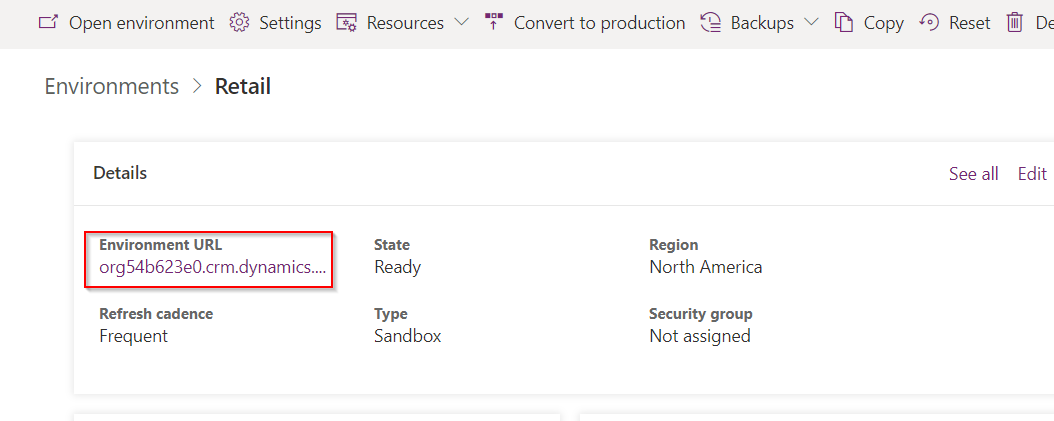 Open environment Settings Resources Convert to production Backups Copy Reset De
Environments > Retail
Details See all Edit
Environment URL State Region
org54b623e0.crm.dynamics.... Ready North America
Refresh cadence Type Security group
Frequent Sandbox Not assigned